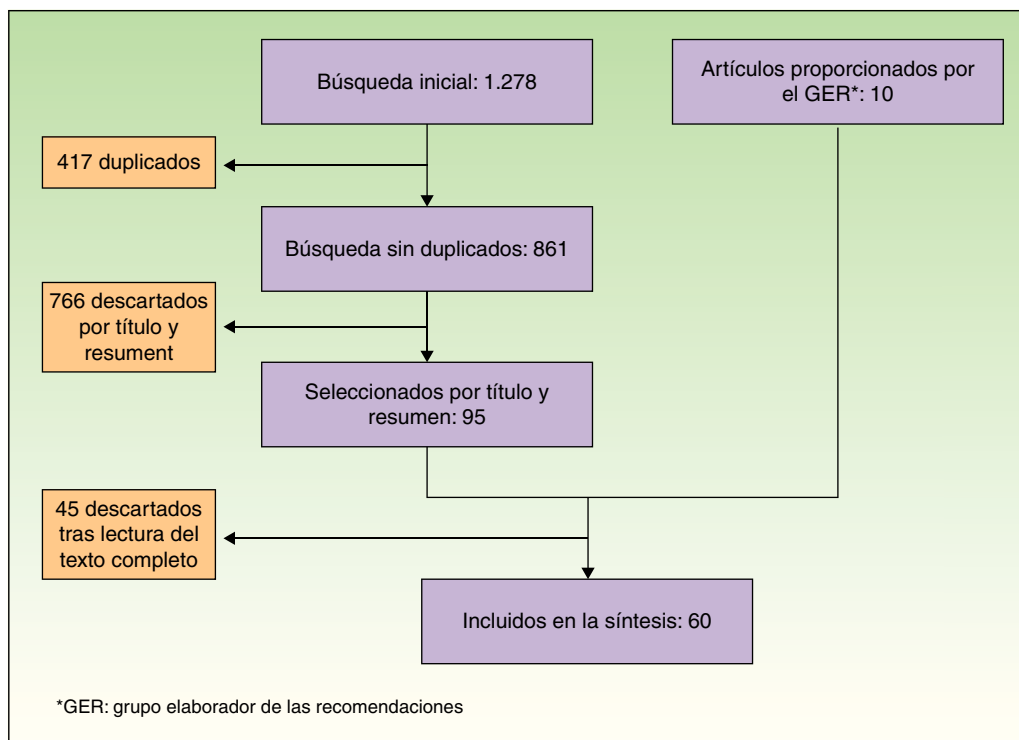 Búsqueda inicial: 1.278
Artículos proporcionados por
el GER*: 10
417 duplicados
Búsqueda sin duplicados: 861
766 descartados
por título y
resument
Seleccionados por título y
resumen: 95
45 descartados
tras lectura del
texto completo
Incluidos en la síntesis: 60
*GER: grupo elaborador de las recomendaciones